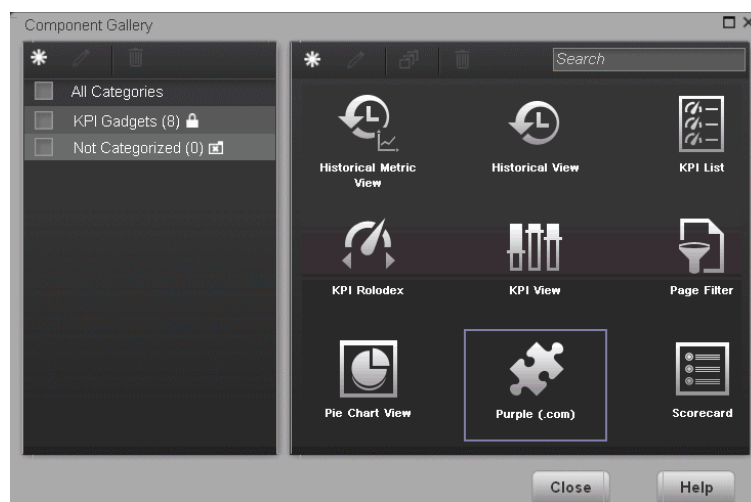 Component Gallery
Search
All Categories
KPI Gadgets (8)
Not Categorized (0)
Historical Metric
View
Historical View
KPI List
KPI Rolodex
KPI View
Page Filter
Pie Chart View
Purple (.com)
Scorecard
Close
Help